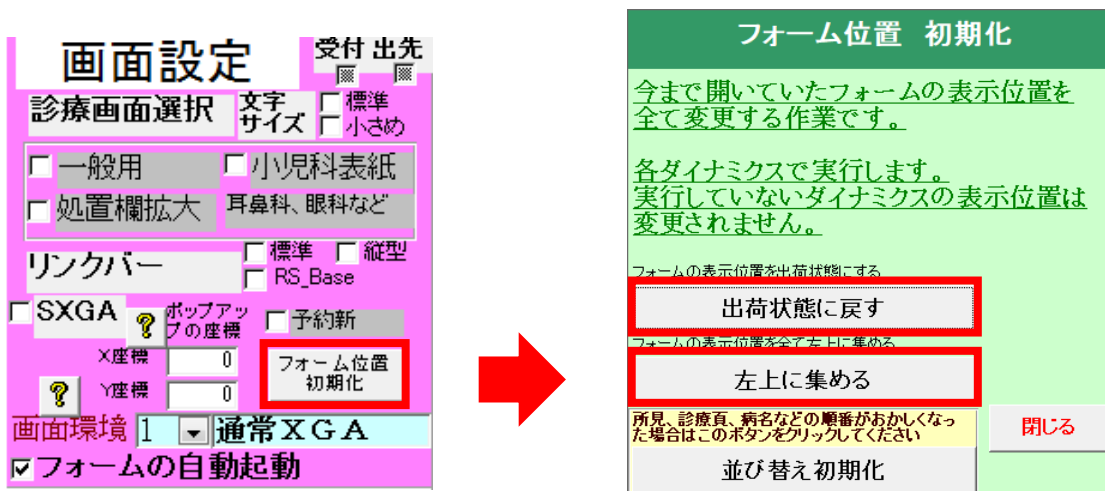 画面設定
受付 出先
診療画面選択
文字
サイズ
標準
小さめ
一般用
小児科表紙
処置欄拡大
耳鼻科、眼科など
リンクバー
標準
縦型
RS_Base
SXGA
?
ポップアッ
プの座標
予約新
X座標
0
フォーム位置
初期化
?
Y座標
0
画面環境
1
通常XGA
フォームの自動起動
フォーム位置 初期化
今まで開いていたフォームの表示位置を
全て変更する作業です。
各ダイナミクスで実行します。
実行していないダイナミクスの表示位置は
変更されません。
フォームの表示位置を出荷状態にする
出荷状態に戻す
フォームの表示位置を全て左上に集める
左上に集める
所見、診療頁、病名などの順番がおかしくなっ
た場合はこのボタンをクリックしてください
閉じる
並び替え初期化